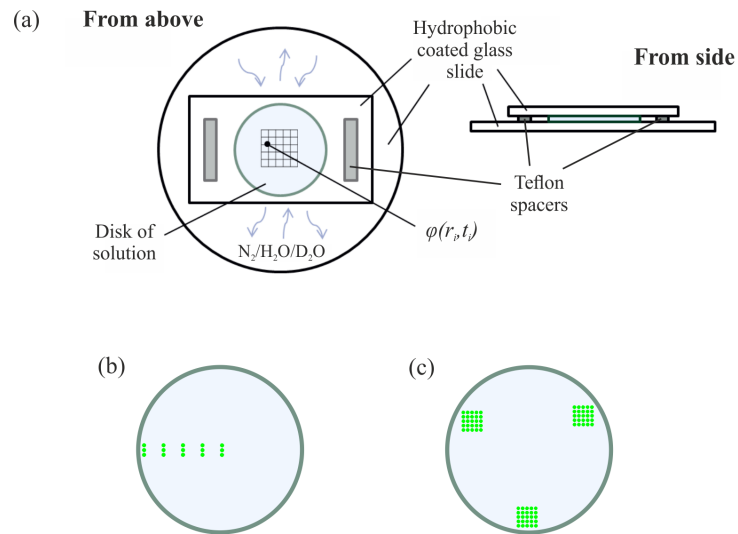 (a)
From above
Hydrophobic
coated glass
slide
From side
Teflon
spacers
Disk of
solution
N₂/H₂O/D₂O
φ(rᵢ,tᵢ)
(b)
(c)